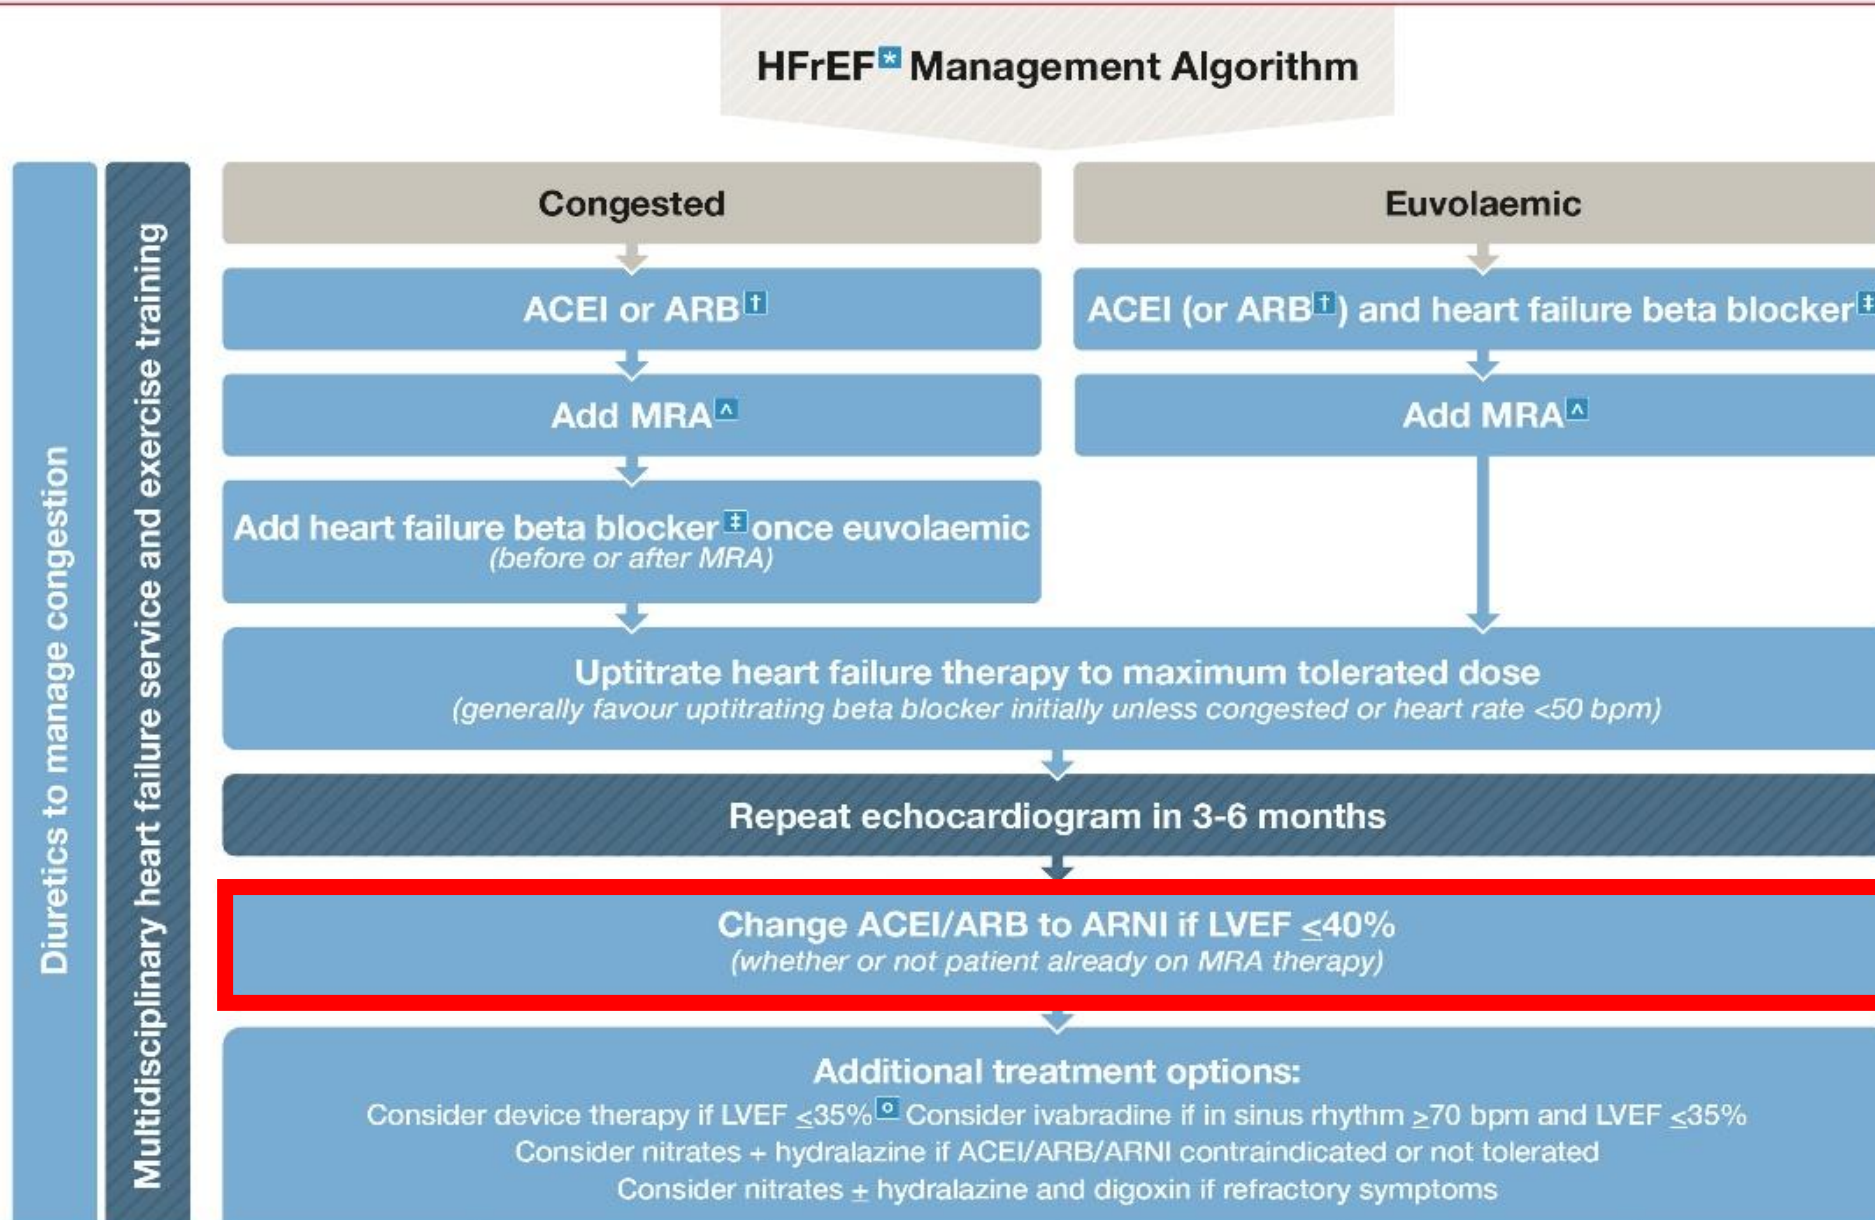 HFrEF* Management Algorithm
Diuretics to manage congestion
Multidisciplinary heart failure service and exercise training
Congested
Euvolaemic
ACEI or ARB†
ACEI (or ARB†) and heart failure beta blocker‡
Add MRA^
Add MRA^
Add heart failure beta blocker‡ once euvolaemic
(before or after MRA)
Uptitrate heart failure therapy to maximum tolerated dose
(generally favour uptitrating beta blocker initially unless congested or heart rate <50 bpm)
Repeat echocardiogram in 3-6 months
Change ACEI/ARB to ARNI if LVEF ≤40%
(whether or not patient already on MRA therapy)
Additional treatment options:
Consider device therapy if LVEF ≤35%° Consider ivabradine if in sinus rhythm ≥70 bpm and LVEF ≤35%
Consider nitrates + hydralazine if ACEI/ARB/ARNI contraindicated or not tolerated
Consider nitrates ± hydralazine and digoxin if refractory symptoms